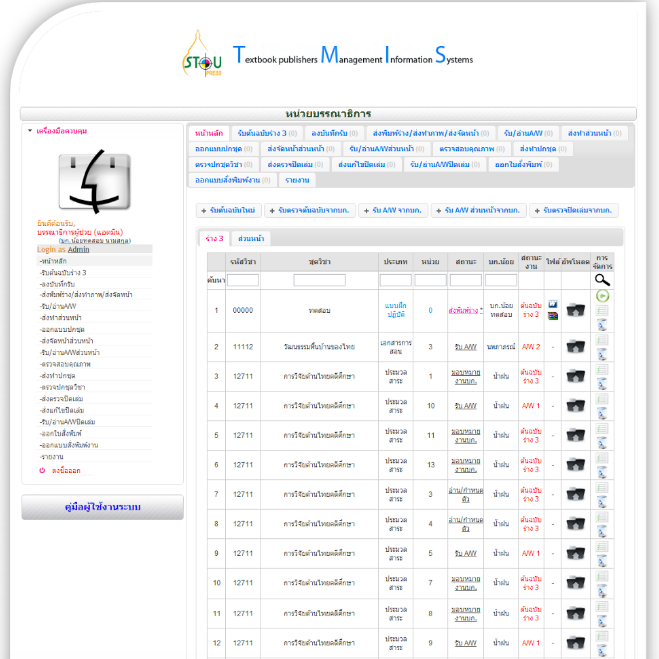 STOU
PRESS
Textbook publishers Management Information Systems
หน่วยบรรณาธิการ
เครื่องมือควบคุม
ยินดีต้อนรับ,
บรรณาธิการผู้ช่วย (แอดมิน)
(บก.น้อยทดสอบ นามสกุล)
Login as Admin
-หน้าหลัก
-รับต้นฉบับร่าง 3
-ลงบันทึกรับ
-ส่งพิมพ์ร่าง/ส่งทำภาพ/ส่งจัดหน้า
-รับ/อ่านA/W
-ส่งทำส่วนหน้า
-ออกแบบปกชุด
-ส่งจัดหน้าส่วนหน้า
-รับ/อ่านA/Wส่วนหน้า
-ตรวจสอบคุณภาพ
-ส่งทำปกชุด
-ตรวจปกชุดวิชา
-ส่งตรวจปิดเล่ม
-ส่งแก้ไขปิดเล่ม
-รับ/อ่านA/Wปิดเล่ม
-ออกใบสั่งพิมพ์
-ออกแบบสั่งพิมพ์งาน
-รายงาน
ลงชื่อออก
คู่มือผู้ใช้งานระบบ
หน้าหลัก รับต้นฉบับร่าง 3 (0) ลงบันทึกรับ (0) ส่งพิมพ์ร่าง/ส่งทำภาพ/ส่งจัดหน้า (0) รับ/อ่านA/W (0) ส่งทำส่วนหน้า (0)
ออกแบบปกชุด (0) ส่งจัดหน้าส่วนหน้า (0) รับ/อ่านA/Wส่วนหน้า (0) ตรวจสอบคุณภาพ (0) ส่งทำปกชุด (0)
ตรวจปกชุดวิชา (0) ส่งตรวจปิดเล่ม (0) ส่งแก้ไขปิดเล่ม (0) รับ/อ่านA/Wปิดเล่ม (0) ออกใบสั่งพิมพ์ (0)
ออกแบบสั่งพิมพ์งาน (0) รายงาน
+ รับต้นฉบับใหม่ + รับตรวจต้นฉบับจากบก. + รับ A/W จากบก. + รับ A/W ส่วนหน้าจากบก. + รับตรวจปิดเล่มจากบก.
ร่าง 3 ส่วนหน้า
รหัสวิชา ชุดวิชา ประเภท หน่วย สถานะ บก.น้อย สถานะงาน ไฟล์ อัพโหลด การจัดการ
ค้นหา
1 00000 ทดสอบ แบบฝึกปฏิบัติ 0 ส่งพิมพ์ร่าง * บก.น้อยทดสอบ ต้นฉบับร่าง 3
2 11112 วัฒนธรรมพื้นบ้านของไทย เอกสารการสอน 3 รับ A/W นพภาสรณ์ A/W 2 -
3 12711 การวิจัยด้านไทยคดีศึกษา ประมวลสาระ 1 มอบหมายงานบก. น้ำฝน ต้นฉบับร่าง 3 -
4 12711 การวิจัยด้านไทยคดีศึกษา ประมวลสาระ 10 รับ A/W น้ำฝน A/W 1 -
5 12711 การวิจัยด้านไทยคดีศึกษา ประมวลสาระ 11 มอบหมายงานบก. น้ำฝน ต้นฉบับร่าง 3 -
6 12711 การวิจัยด้านไทยคดีศึกษา ประมวลสาระ 13 มอบหมายงานบก. น้ำฝน ต้นฉบับร่าง 3 -
7 12711 การวิจัยด้านไทยคดีศึกษา ประมวลสาระ 3 อ่าน/กำหนดตัว น้ำฝน ต้นฉบับร่าง 3 -
8 12711 การวิจัยด้านไทยคดีศึกษา ประมวลสาระ 4 อ่าน/กำหนดตัว น้ำฝน ต้นฉบับร่าง 3 -
9 12711 การวิจัยด้านไทยคดีศึกษา ประมวลสาระ 5 รับ A/W น้ำฝน A/W 1 -
10 12711 การวิจัยด้านไทยคดีศึกษา ประมวลสาระ 7 มอบหมายงานบก. น้ำฝน ต้นฉบับร่าง 3 -
11 12711 การวิจัยด้านไทยคดีศึกษา ประมวลสาระ 8 มอบหมายงานบก. น้ำฝน ต้นฉบับร่าง 3 -
12 12711 การวิจัยด้านไทยคดีศึกษา ประมวลสาระ 9 รับ A/W น้ำฝน A/W 1 -